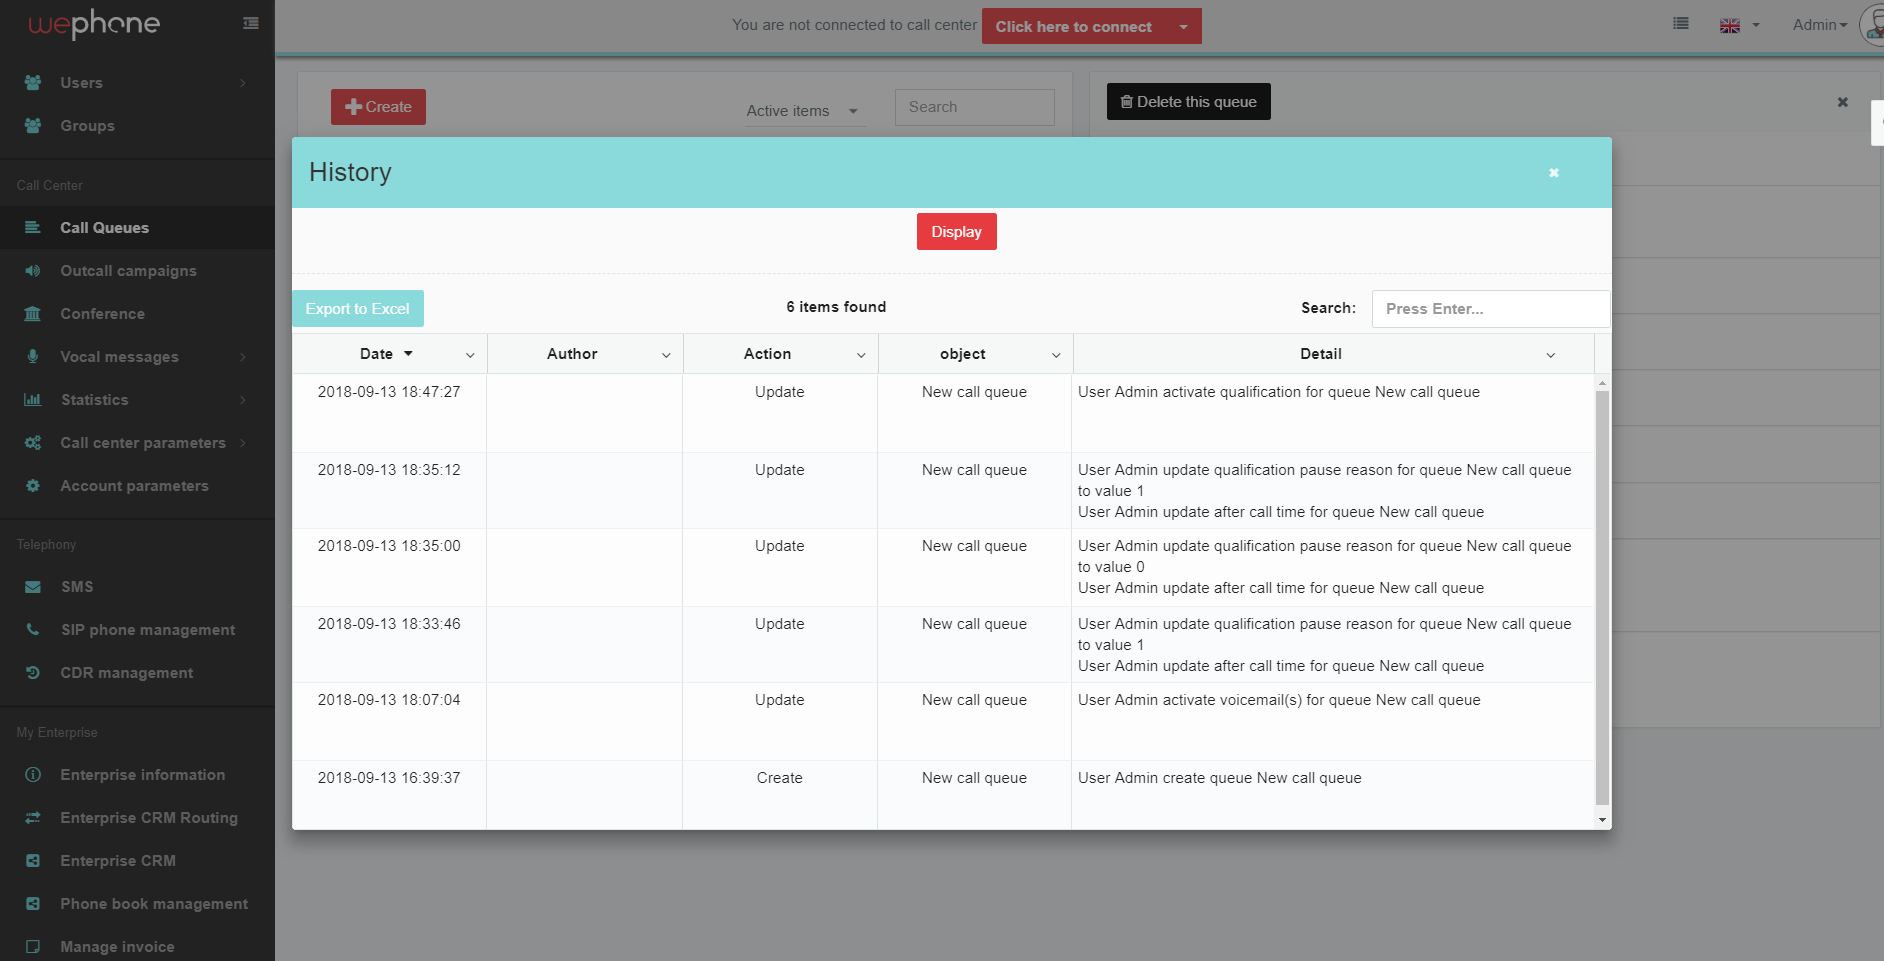 wephone
You are not connected to call center
Click here to connect
Admin
Users
Groups
Call Center
Call Queues
Outcall campaigns
Conference
Vocal messages
Statistics
Call center parameters
Account parameters
Telephony
SMS
SIP phone management
CDR management
My Enterprise
Enterprise information
Enterprise CRM Routing
Enterprise CRM
Phone book management
Manage invoice
Create
Active items
Search
Delete this queue
History
Display
Export to Excel
6 items found
Search:
Press Enter...
Date Author Action object Detail
2018-09-13 18:47:27 Update New call queue User Admin activate qualification for queue New call queue
2018-09-13 18:35:12 Update New call queue User Admin update qualification pause reason for queue New call queue
to value 1
User Admin update after call time for queue New call queue
2018-09-13 18:35:00 Update New call queue User Admin update qualification pause reason for queue New call queue
to value 0
User Admin update after call time for queue New call queue
2018-09-13 18:33:46 Update New call queue User Admin update qualification pause reason for queue New call queue
to value 1
User Admin update after call time for queue New call queue
2018-09-13 18:07:04 Update New call queue User Admin activate voicemail(s) for queue New call queue
2018-09-13 16:39:37 Create New call queue User Admin create queue New call queue